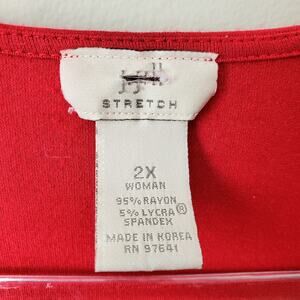 STRETCH
2X
WOMAN
95% RAYON
5% LYCRA®
SPANDEX
MADE IN KOREA
RN 97641